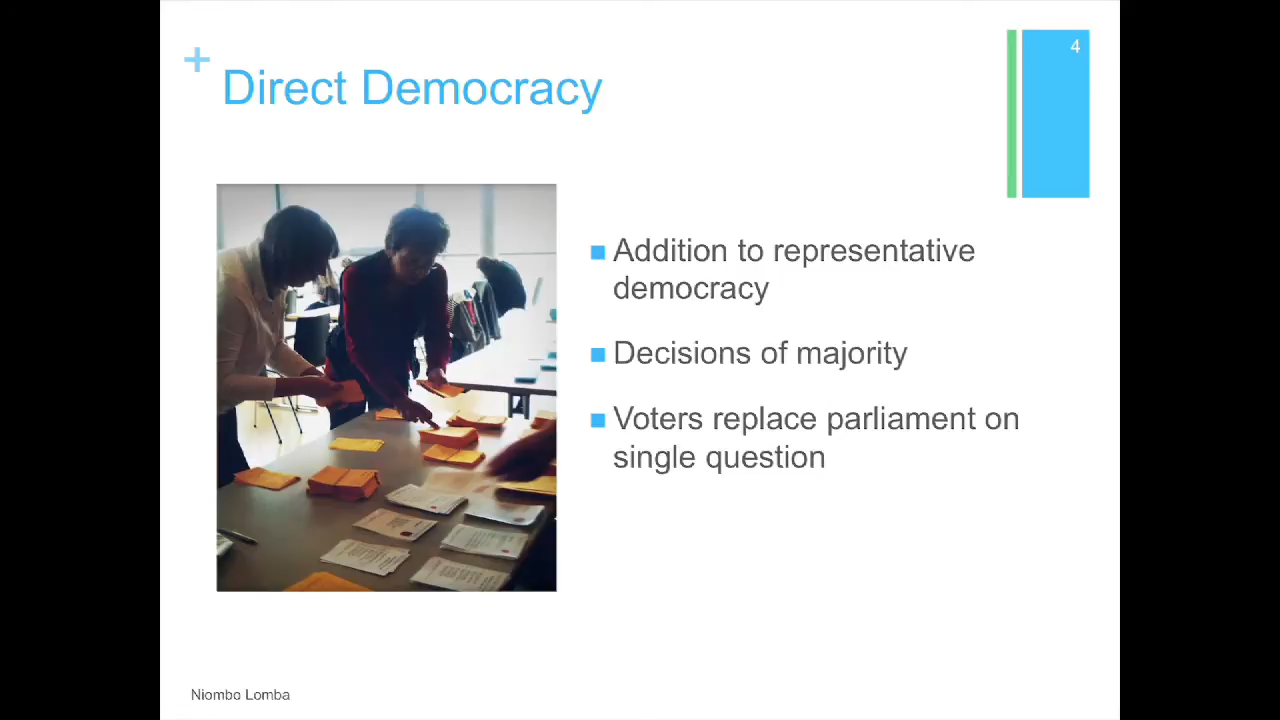 4
+
Direct Democracy
Addition to representative
democracy
Decisions of majority
Voters replace parliament on
single question
Niombo Lomba